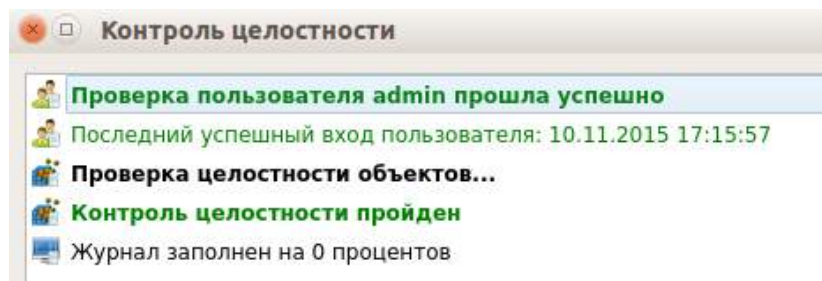 Контроль целостности
Проверка пользователя admin прошла успешно
Последний успешный вход пользователя: 10.11.2015 17:15:57
Проверка целостности объектов...
Контроль целостности пройден
Журнал заполнен на 0 процентов